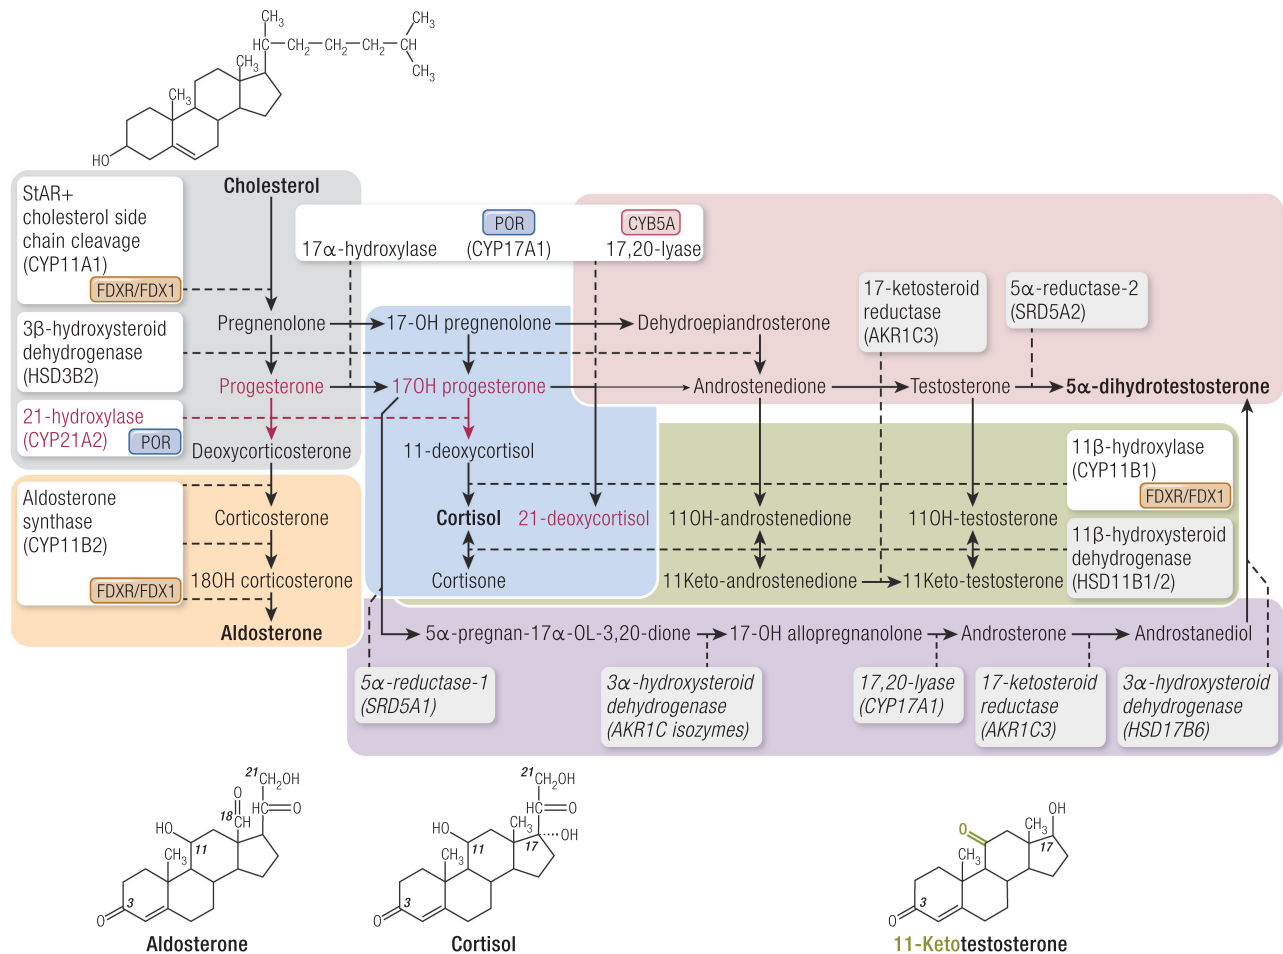 CH3
HC—CH2—CH2—CH2—CH
CH3
CH3
CH3
CH3
HO
StAR+
cholesterol side
chain cleavage
(CYP11A1)
FDXR/FDX1
Cholesterol
17α-hydroxylase
POR
(CYP17A1)
CYB5A
17,20-lyase
17-ketosteroid
reductase
(AKR1C3)
5α-reductase-2
(SRD5A2)
Pregnenolone
17-OH pregnenolone
Dehydroepiandrosterone
3β-hydroxysteroid
dehydrogenase
(HSD3B2)
Progesterone
17OH progesterone
Androstenedione
Testosterone
5α-dihydrotestosterone
21-hydroxylase
(CYP21A2)
POR
Deoxycorticosterone
11-deoxycortisol
11β-hydroxylase
(CYP11B1)
FDXR/FDX1
Aldosterone
synthase
(CYP11B2)
FDXR/FDX1
Corticosterone
Cortisol
21-deoxycortisol
11OH-androstenedione
11OH-testosterone
11β-hydroxysteroid
dehydrogenase
(HSD11B1/2)
18OH corticosterone
Cortisone
11Keto-androstenedione
11Keto-testosterone
Aldosterone
5α-pregnan-17α-OL-3,20-dione
17-OH allopregnanolone
Androsterone
Androstanediol
5α-reductase-1
(SRD5A1)
3α-hydroxysteroid
dehydrogenase
(AKR1C isozymes)
17,20-lyase
(CYP17A1)
17-ketosteroid
reductase
(AKR1C3)
3α-hydroxysteroid
dehydrogenase
(HSD17B6)
21
CH2OH
O
18
CH
HC=O
HO
11
CH3
3
O
Aldosterone
21
CH2OH
HC=O
CH3
OH
HO
11
17
CH3
3
O
Cortisol
OH
O
CH3
17
CH3
3
O
11-Ketotestosterone